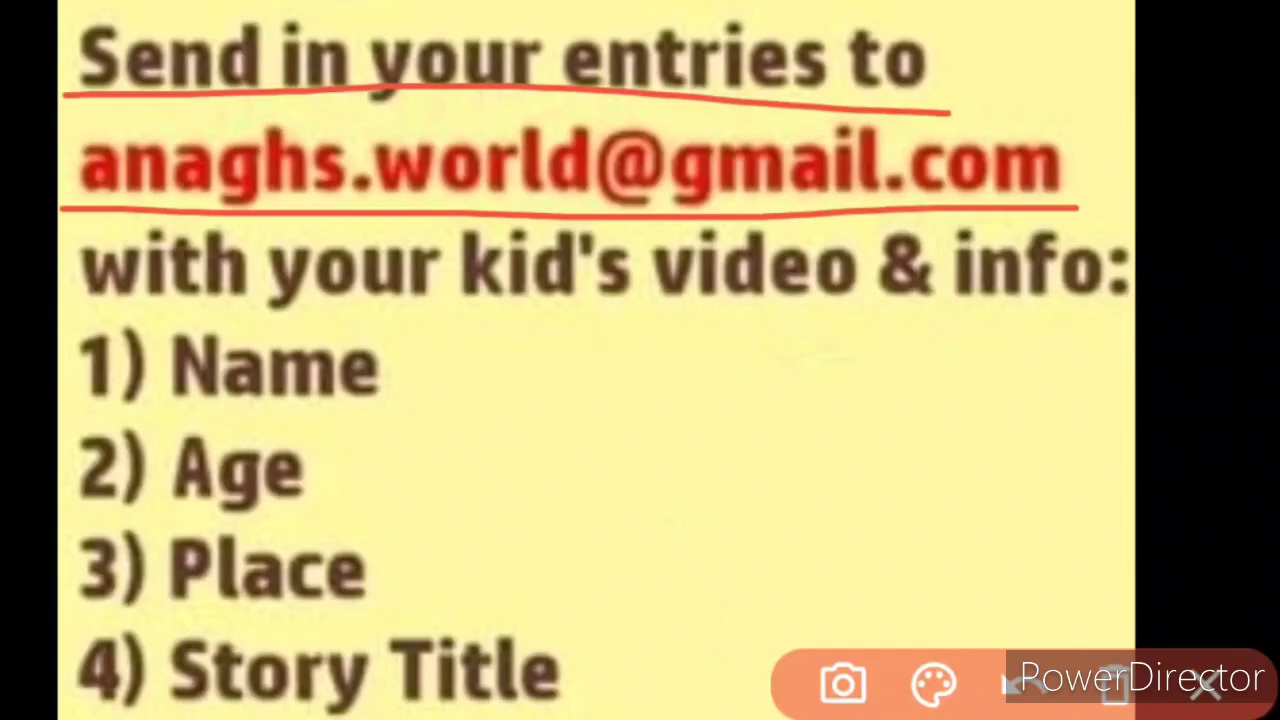 Send in your entries to
anaghs.world@gmail.com
with your kid's video & info:
1) Name
2) Age
3) Place
4) Story Title
PowerDirector